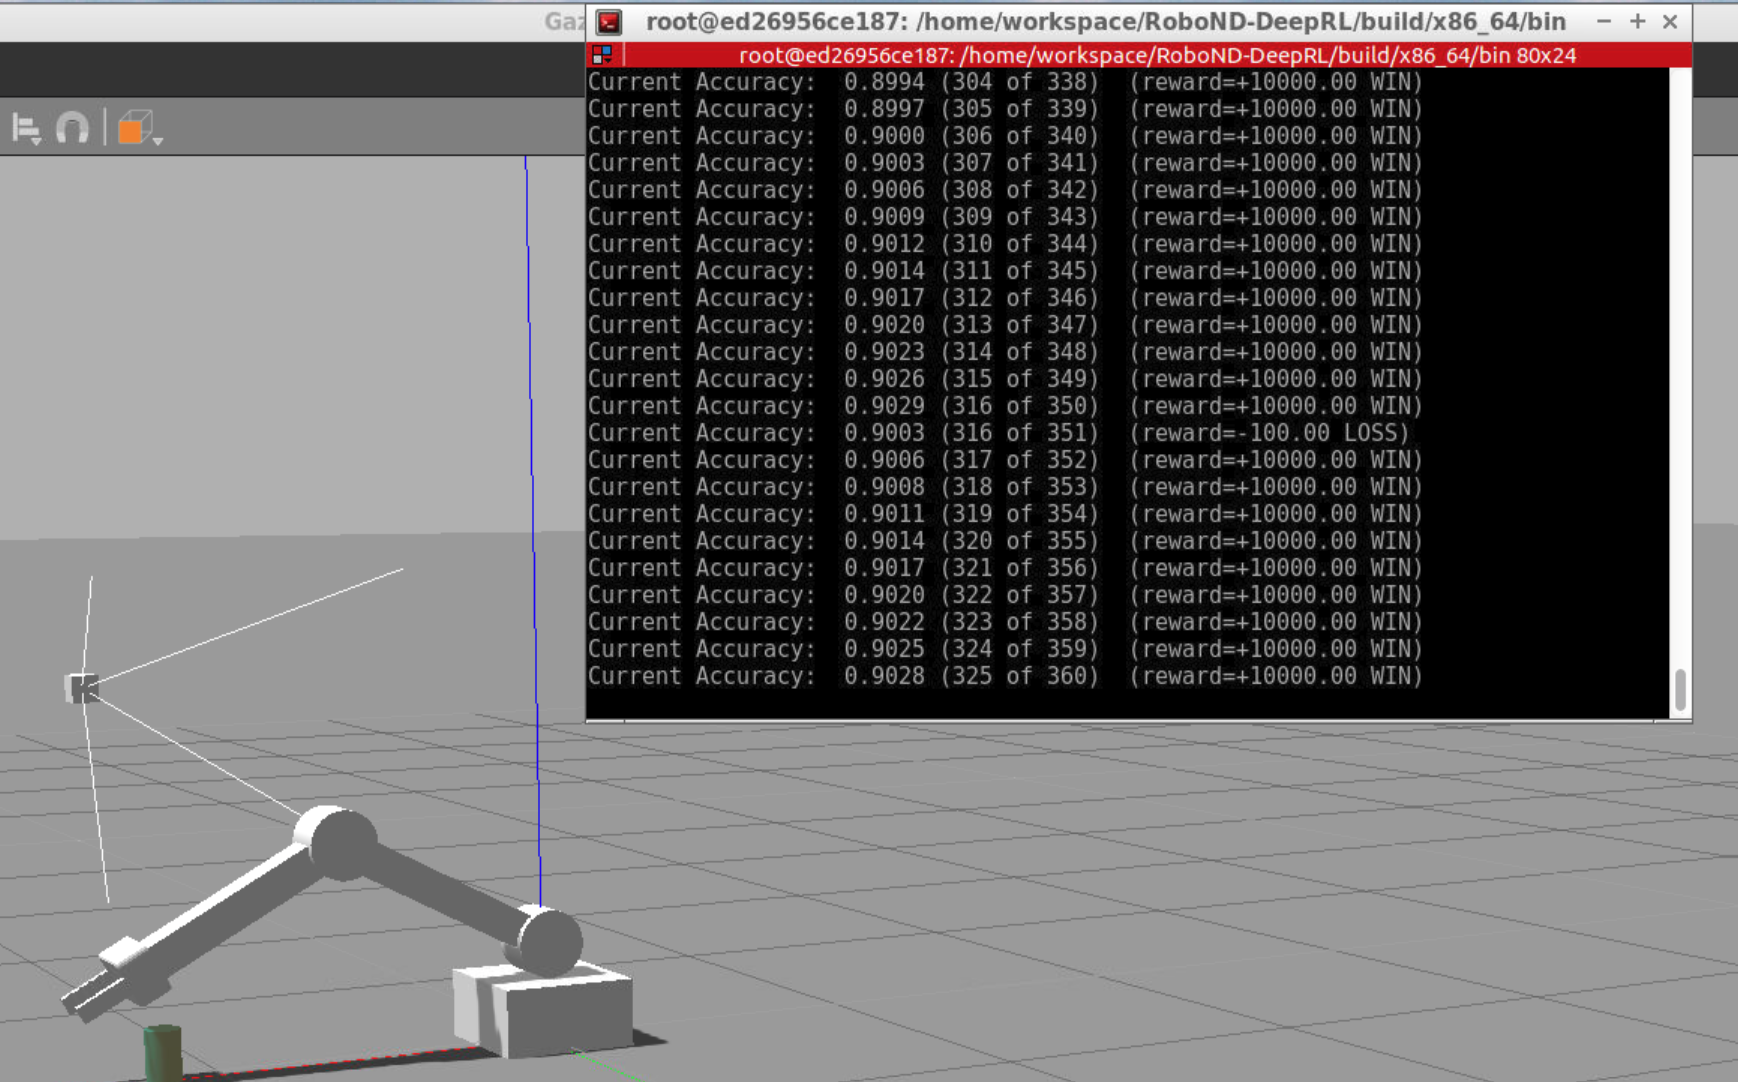 Gaz
root@ed26956ce187: /home/workspace/RoboND-DeepRL/build/x86_64/bin
root@ed26956ce187: /home/workspace/RoboND-DeepRL/build/x86_64/bin 80x24
Current Accuracy:  0.8994 (304 of 338)  (reward=+10000.00 WIN)
Current Accuracy:  0.8997 (305 of 339)  (reward=+10000.00 WIN)
Current Accuracy:  0.9000 (306 of 340)  (reward=+10000.00 WIN)
Current Accuracy:  0.9003 (307 of 341)  (reward=+10000.00 WIN)
Current Accuracy:  0.9006 (308 of 342)  (reward=+10000.00 WIN)
Current Accuracy:  0.9009 (309 of 343)  (reward=+10000.00 WIN)
Current Accuracy:  0.9012 (310 of 344)  (reward=+10000.00 WIN)
Current Accuracy:  0.9014 (311 of 345)  (reward=+10000.00 WIN)
Current Accuracy:  0.9017 (312 of 346)  (reward=+10000.00 WIN)
Current Accuracy:  0.9020 (313 of 347)  (reward=+10000.00 WIN)
Current Accuracy:  0.9023 (314 of 348)  (reward=+10000.00 WIN)
Current Accuracy:  0.9026 (315 of 349)  (reward=+10000.00 WIN)
Current Accuracy:  0.9029 (316 of 350)  (reward=+10000.00 WIN)
Current Accuracy:  0.9003 (316 of 351)  (reward=-100.00 LOSS)
Current Accuracy:  0.9006 (317 of 352)  (reward=+10000.00 WIN)
Current Accuracy:  0.9008 (318 of 353)  (reward=+10000.00 WIN)
Current Accuracy:  0.9011 (319 of 354)  (reward=+10000.00 WIN)
Current Accuracy:  0.9014 (320 of 355)  (reward=+10000.00 WIN)
Current Accuracy:  0.9017 (321 of 356)  (reward=+10000.00 WIN)
Current Accuracy:  0.9020 (322 of 357)  (reward=+10000.00 WIN)
Current Accuracy:  0.9022 (323 of 358)  (reward=+10000.00 WIN)
Current Accuracy:  0.9025 (324 of 359)  (reward=+10000.00 WIN)
Current Accuracy:  0.9028 (325 of 360)  (reward=+10000.00 WIN)